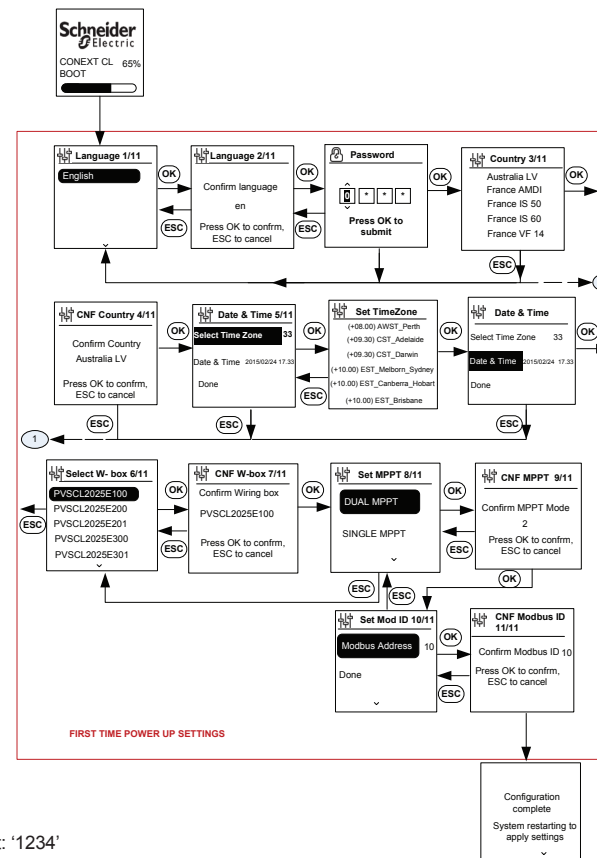 Schneider
Electric
CONEXT CL 65%
BOOT
Language 1/11
English
OK
ESC
Language 2/11
Confirm language
en
Press OK to confrm,
ESC to cancel
OK
ESC
Password
0 * * *
Press OK to
submit
OK
Country 3/11
Australia LV
France AMDI
France IS 50
France IS 60
France VF 14
OK
ESC
CNF Country 4/11
Confirm Country
Australia LV
Press OK to confrm,
ESC to cancel
OK
ESC
Date & Time 5/11
Select Time Zone 33
Date & Time 2015/02/24 17.33
Done
OK
ESC
ESC
Set TimeZone
(+08.00) AWST_Perth
(+09.30) CST_Adelaide
(+09.30) CST_Darwin
(+10.00) EST_Melborn_Sydney
(+10.00) EST_Canberra_Hobart
(+10.00) EST_Brisbane
OK
Date & Time
Select Time Zone 33
Date & Time 2015/02/24 17.33
Done
OK
ESC
1
Select W- box 6/11
PVSCL2025E100
PVSCL2025E200
PVSCL2025E201
PVSCL2025E300
PVSCL2025E301
ESC
OK
ESC
CNF W-box 7/11
Confirm Wiring box
PVSCL2025E100
Press OK to confrm,
ESC to cancel
OK
Set MPPT 8/11
DUAL MPPT
SINGLE MPPT
OK
ESC
ESC
CNF MPPT 9/11
Confirm MPPT Mode
2
Press OK to confrm,
ESC to cancel
OK
ESC
Set Mod ID 10/11
Modbus Address 10
Done
OK
ESC
CNF Modbus ID
11/11
Confirm Modbus ID 10
Press OK to confrm,
ESC to cancel
FIRST TIME POWER UP SETTINGS
Configuration
complete
System restarting to
apply settings
: '1234'